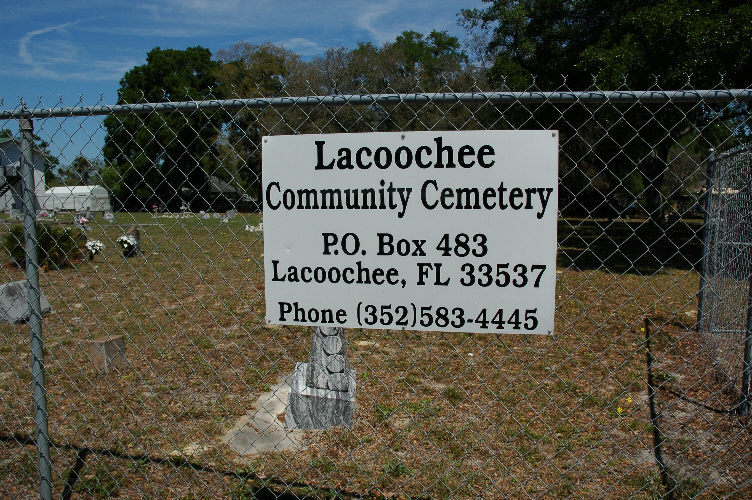 Lacoochee
Community Cemetery
P.O. Box 483
Lacoochee, FL 33537
Phone (352)583-4445